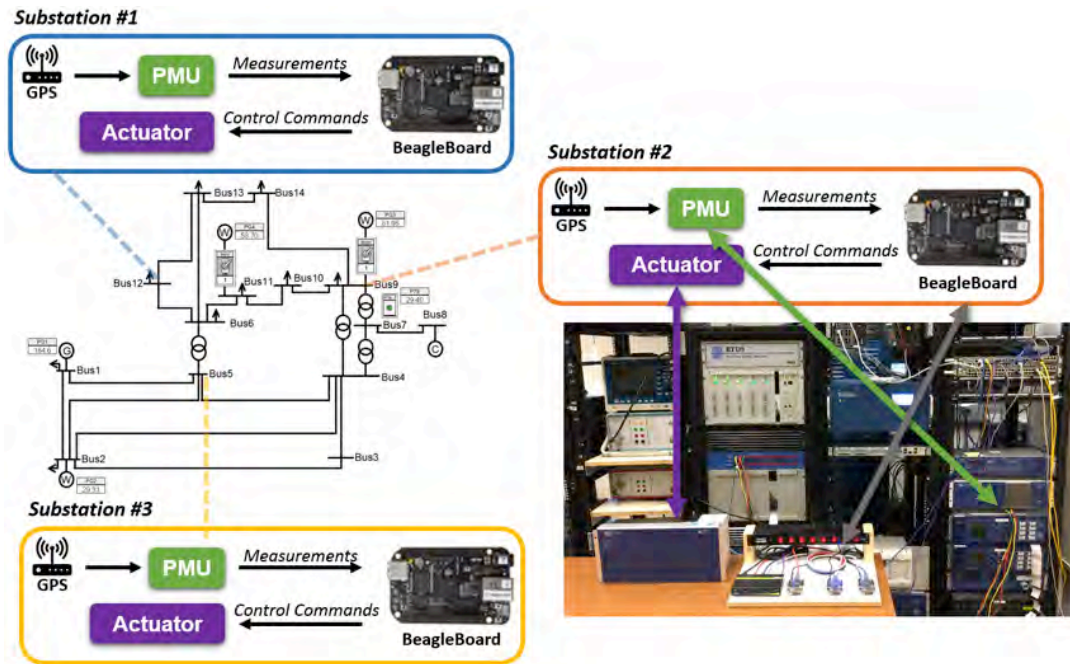 Substation #1
GPS
PMU
Measurements
Actuator
Control Commands
BeagleBoard
Substation #2
GPS
PMU
Measurements
Actuator
Control Commands
BeagleBoard
Bus13
Bus14
Bus12
Bus11
Bus10
Bus9
Bus6
Bus7
Bus8
Bus1
Bus5
Bus4
Bus2
Bus3
W
W
G
C
W
RTDS
Substation #3
GPS
PMU
Measurements
Actuator
Control Commands
BeagleBoard